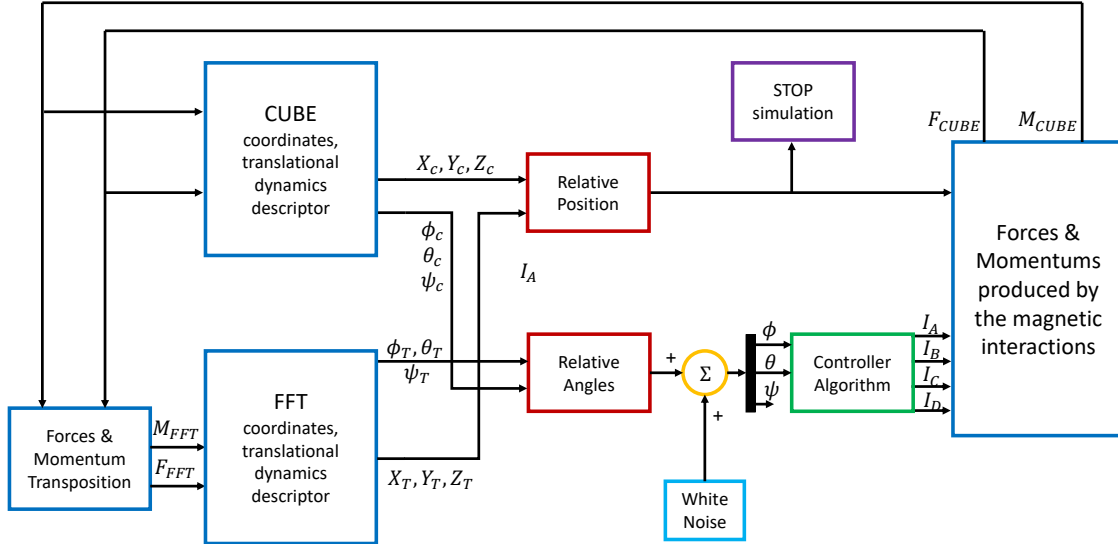 STOP
simulation
F_CUBE
M_CUBE
CUBE
coordinates,
translational
dynamics
descriptor
X_c, Y_c, Z_c
Relative
Position
ϕ_c
θ_c
ψ_c
I_A
Forces &
Momentums
produced by
the magnetic
interactions
ϕ_T, θ_T
ψ_T
Relative
Angles
+
Σ
+
ϕ
θ
ψ
Controller
Algorithm
I_A
I_B
I_C
I_D
FFT
coordinates,
translational
dynamics
descriptor
Forces &
Momentum
Transposition
M_FFT
F_FFT
X_T, Y_T, Z_T
White
Noise